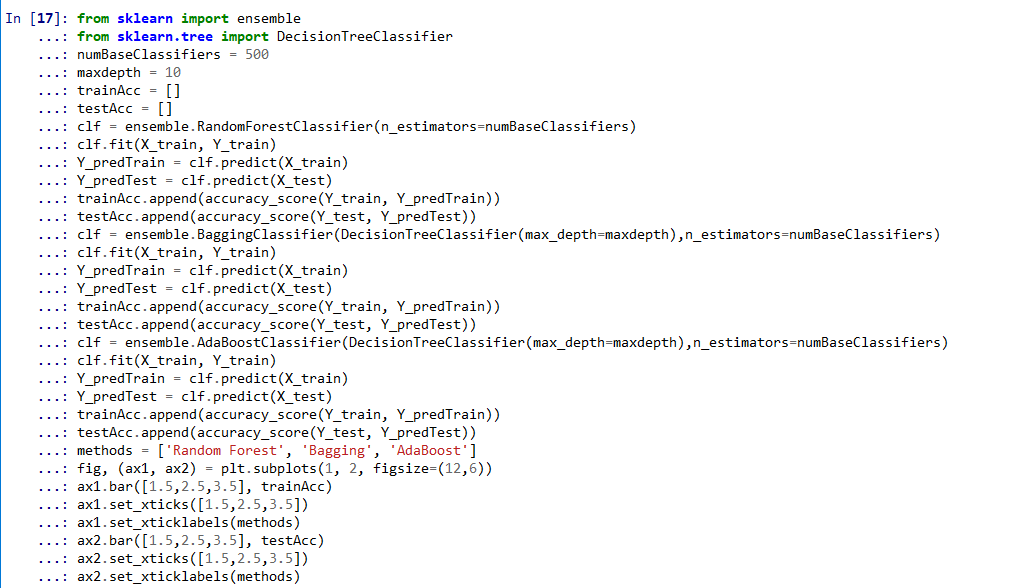 In [17]: from sklearn import ensemble
...: from sklearn.tree import DecisionTreeClassifier
...: numBaseClassifiers = 500
...: maxdepth = 10
...: trainAcc = []
...: testAcc = []
...: clf = ensemble.RandomForestClassifier(n_estimators=numBaseClassifiers)
...: clf.fit(X_train, Y_train)
...: Y_predTrain = clf.predict(X_train)
...: Y_predTest = clf.predict(X_test)
...: trainAcc.append(accuracy_score(Y_train, Y_predTrain))
...: testAcc.append(accuracy_score(Y_test, Y_predTest))
...: clf = ensemble.BaggingClassifier(DecisionTreeClassifier(max_depth=maxdepth),n_estimators=numBaseClassifiers)
...: clf.fit(X_train, Y_train)
...: Y_predTrain = clf.predict(X_train)
...: Y_predTest = clf.predict(X_test)
...: trainAcc.append(accuracy_score(Y_train, Y_predTrain))
...: testAcc.append(accuracy_score(Y_test, Y_predTest))
...: clf = ensemble.AdaBoostClassifier(DecisionTreeClassifier(max_depth=maxdepth),n_estimators=numBaseClassifiers)
...: clf.fit(X_train, Y_train)
...: Y_predTrain = clf.predict(X_train)
...: Y_predTest = clf.predict(X_test)
...: trainAcc.append(accuracy_score(Y_train, Y_predTrain))
...: testAcc.append(accuracy_score(Y_test, Y_predTest))
...: methods = ['Random Forest', 'Bagging', 'AdaBoost']
...: fig, (ax1, ax2) = plt.subplots(1, 2, figsize=(12,6))
...: ax1.bar([1.5,2.5,3.5], trainAcc)
...: ax1.set_xticks([1.5,2.5,3.5])
...: ax1.set_xticklabels(methods)
...: ax2.bar([1.5,2.5,3.5], testAcc)
...: ax2.set_xticks([1.5,2.5,3.5])
...: ax2.set_xticklabels(methods)